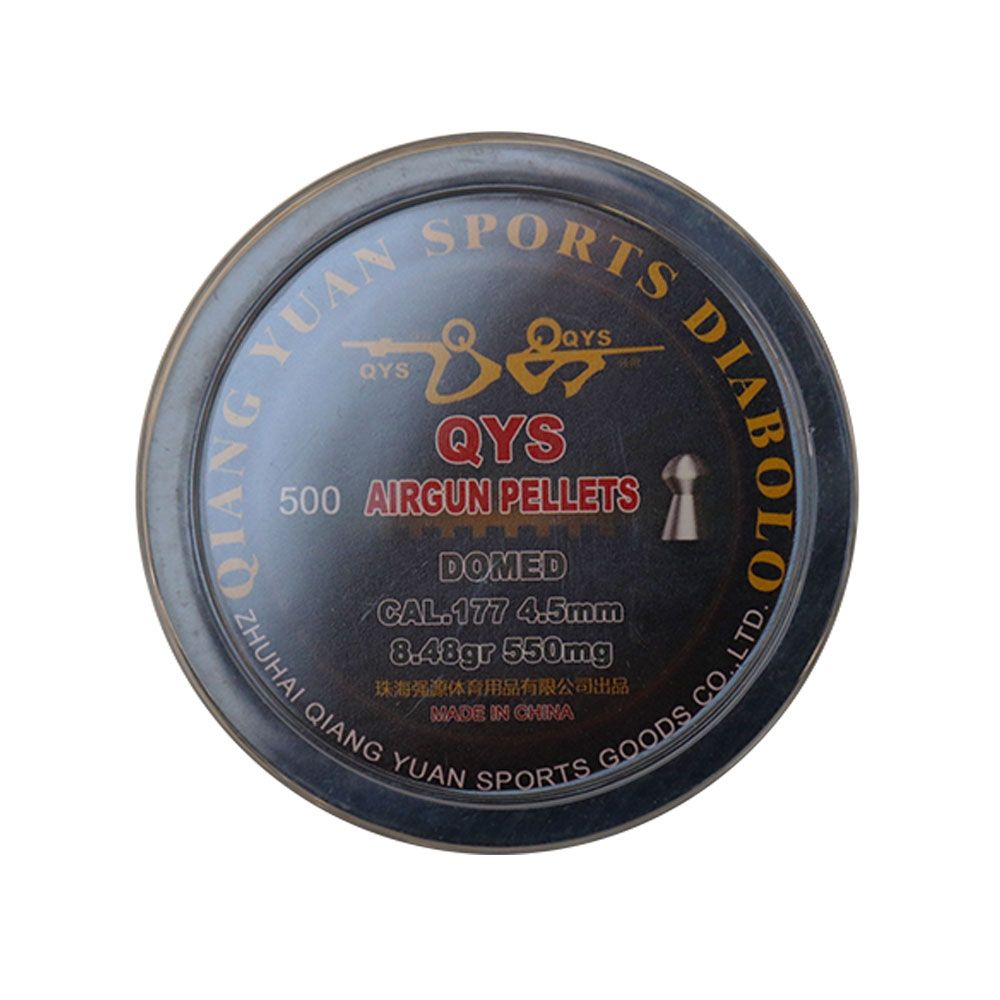 QIANG YUAN SPORTS DIABOLO
QYS
QYS
QYS
500 AIRGUN PELLETS
DOMED
CAL.177 4.5mm
8.48gr 550mg
珠海强源体育用品有限公司出品
MADE IN CHINA
ZHUHAI QIANG YUAN SPORTS GOODS CO.,LTD.